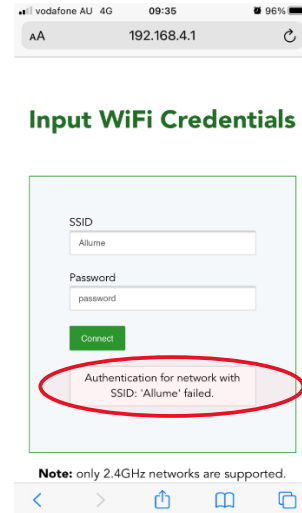 vodafone AU 4G 09:35 96%
AA 192.168.4.1
Input WiFi Credentials
SSID
Allume
Password
password
Connect
Authentication for network with
SSID: 'Allume' failed.
Note: only 2.4GHz networks are supported.